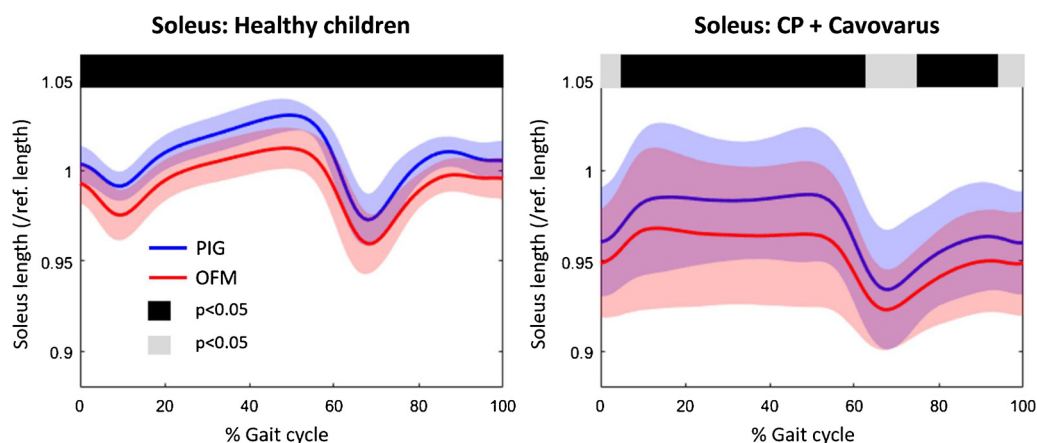 Soleus: Healthy children
Soleus: CP + Cavovarus
Soleus length (/ref. length)
1.05
1
0.95
0.9
PIG
OFM
p<0.05
p<0.05
0
20
40
60
80
100
% Gait cycle
Soleus length (/ref. length)
1.05
1
0.95
0.9
0
20
40
60
80
100
% Gait cycle